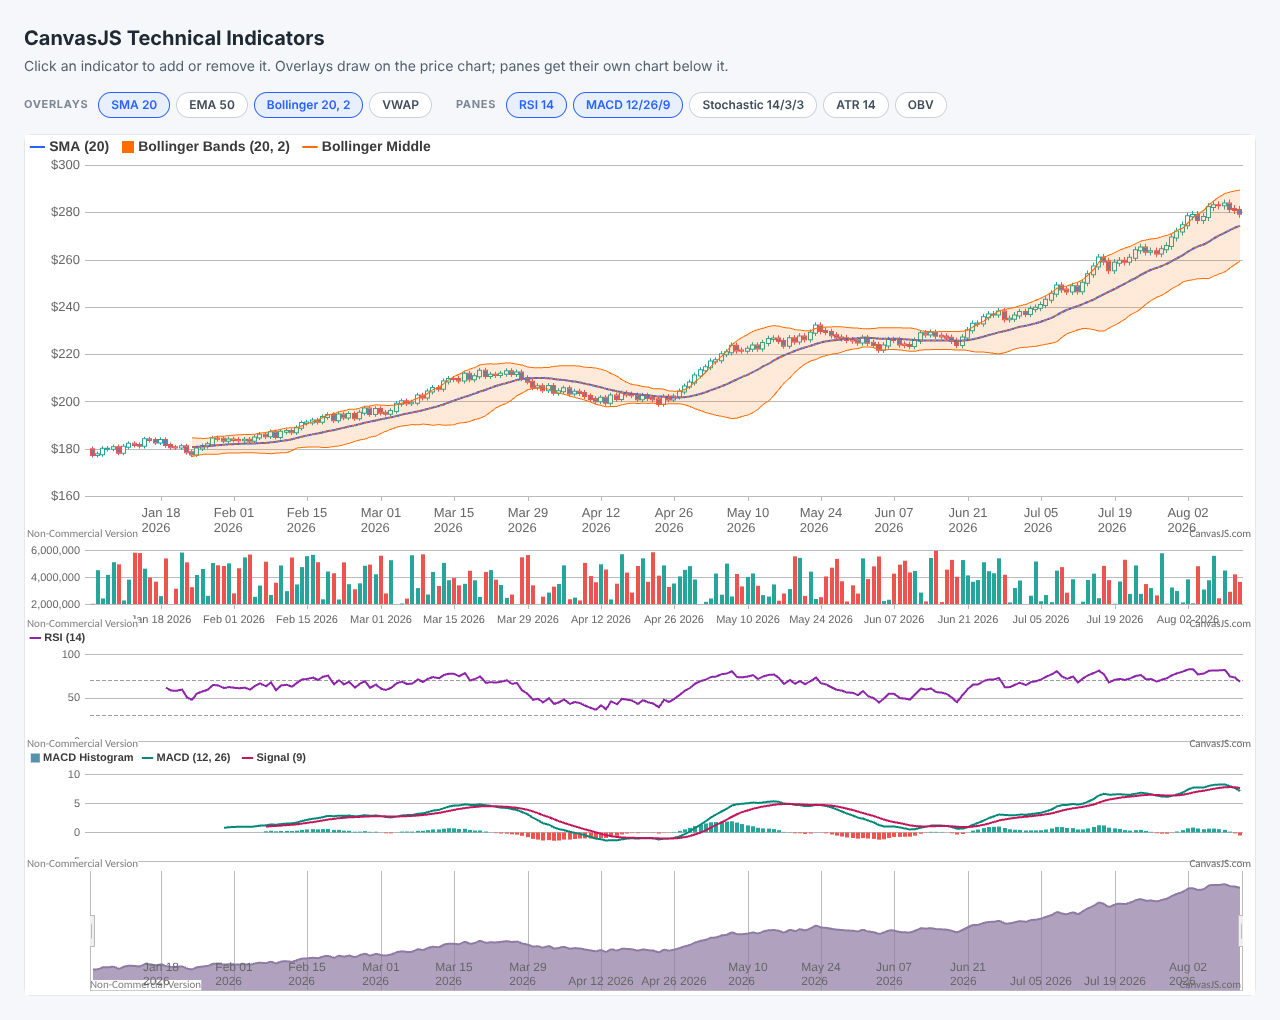 CanvasJS Technical Indicators
Click an indicator to add or remove it. Overlays draw on the price chart; panes get their own chart below it.
OVERLAYS SMA 20 EMA 50 Bollinger 20, 2 VWAP PANES RSI 14 MACD 12/26/9 Stochastic 14/3/3 ATR 14 OBV
SMA (20) Bollinger Bands (20, 2) Bollinger Middle
$300
$280
$260
$240
$220
$200
$180
$160
Jan 18 Feb 01 Feb 15 Mar 01 Mar 15 Mar 29 Apr 12 Apr 26 May 10 May 24 Jun 07 Jun 21 Jul 05 Jul 19 Aug 02
2026 2026 2026 2026 2026 2026 2026 2026 2026 2026 2026 2026 2026 2026 2026
Non-Commercial Version CanvasJS.com
6,000,000
4,000,000
2,000,000
Jan 18 2026 Feb 01 2026 Feb 15 2026 Mar 01 2026 Mar 15 2026 Mar 29 2026 Apr 12 2026 Apr 26 2026 May 10 2026 May 24 2026 Jun 07 2026 Jun 21 2026 Jul 05 2026 Jul 19 2026 Aug 02 2026
Non-Commercial Version CanvasJS.com
RSI (14)
100
50
Non-Commercial Version CanvasJS.com
MACD Histogram MACD (12, 26) Signal (9)
10
5
0
Non-Commercial Version CanvasJS.com
Jan 18 Feb 01 Feb 15 Mar 01 Mar 15 Mar 29 May 10 May 24 Jun 07 Jun 21 Aug 02
2026 2026 2026 2026 2026 2026 Apr 12 2026 Apr 26 2026 2026 2026 2026 2026 Jul 05 2026 Jul 19 2026 2026
Non-Commercial Version CanvasJS.com